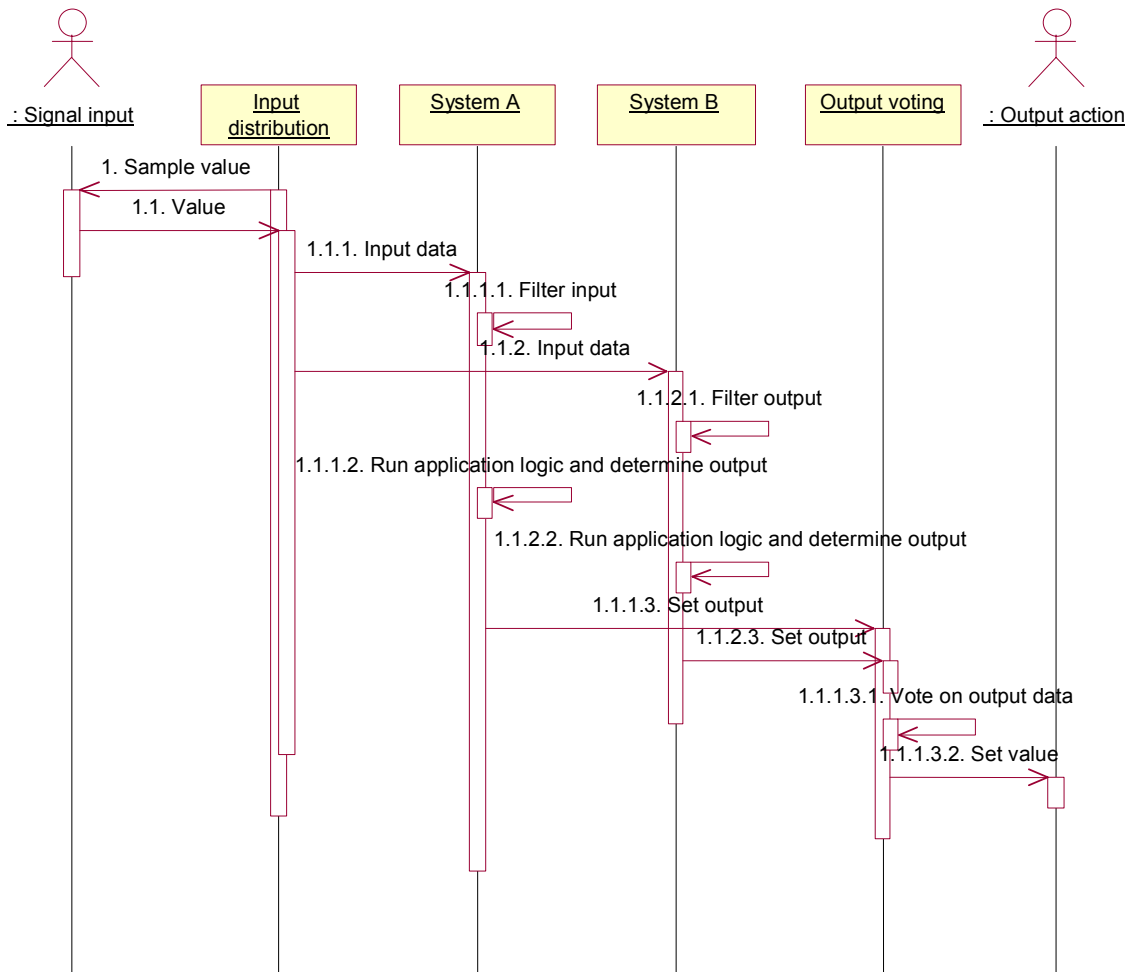 : Signal input
Input
distribution
System A
System B
Output voting
: Output action
1. Sample value
1.1. Value
1.1.1. Input data
1.1.1.1. Filter input
1.1.2. Input data
1.1.2.1. Filter output
1.1.1.2. Run application logic and determine output
1.1.2.2. Run application logic and determine output
1.1.1.3. Set output
1.1.2.3. Set output
1.1.1.3.1. Vote on output data
1.1.1.3.2. Set value